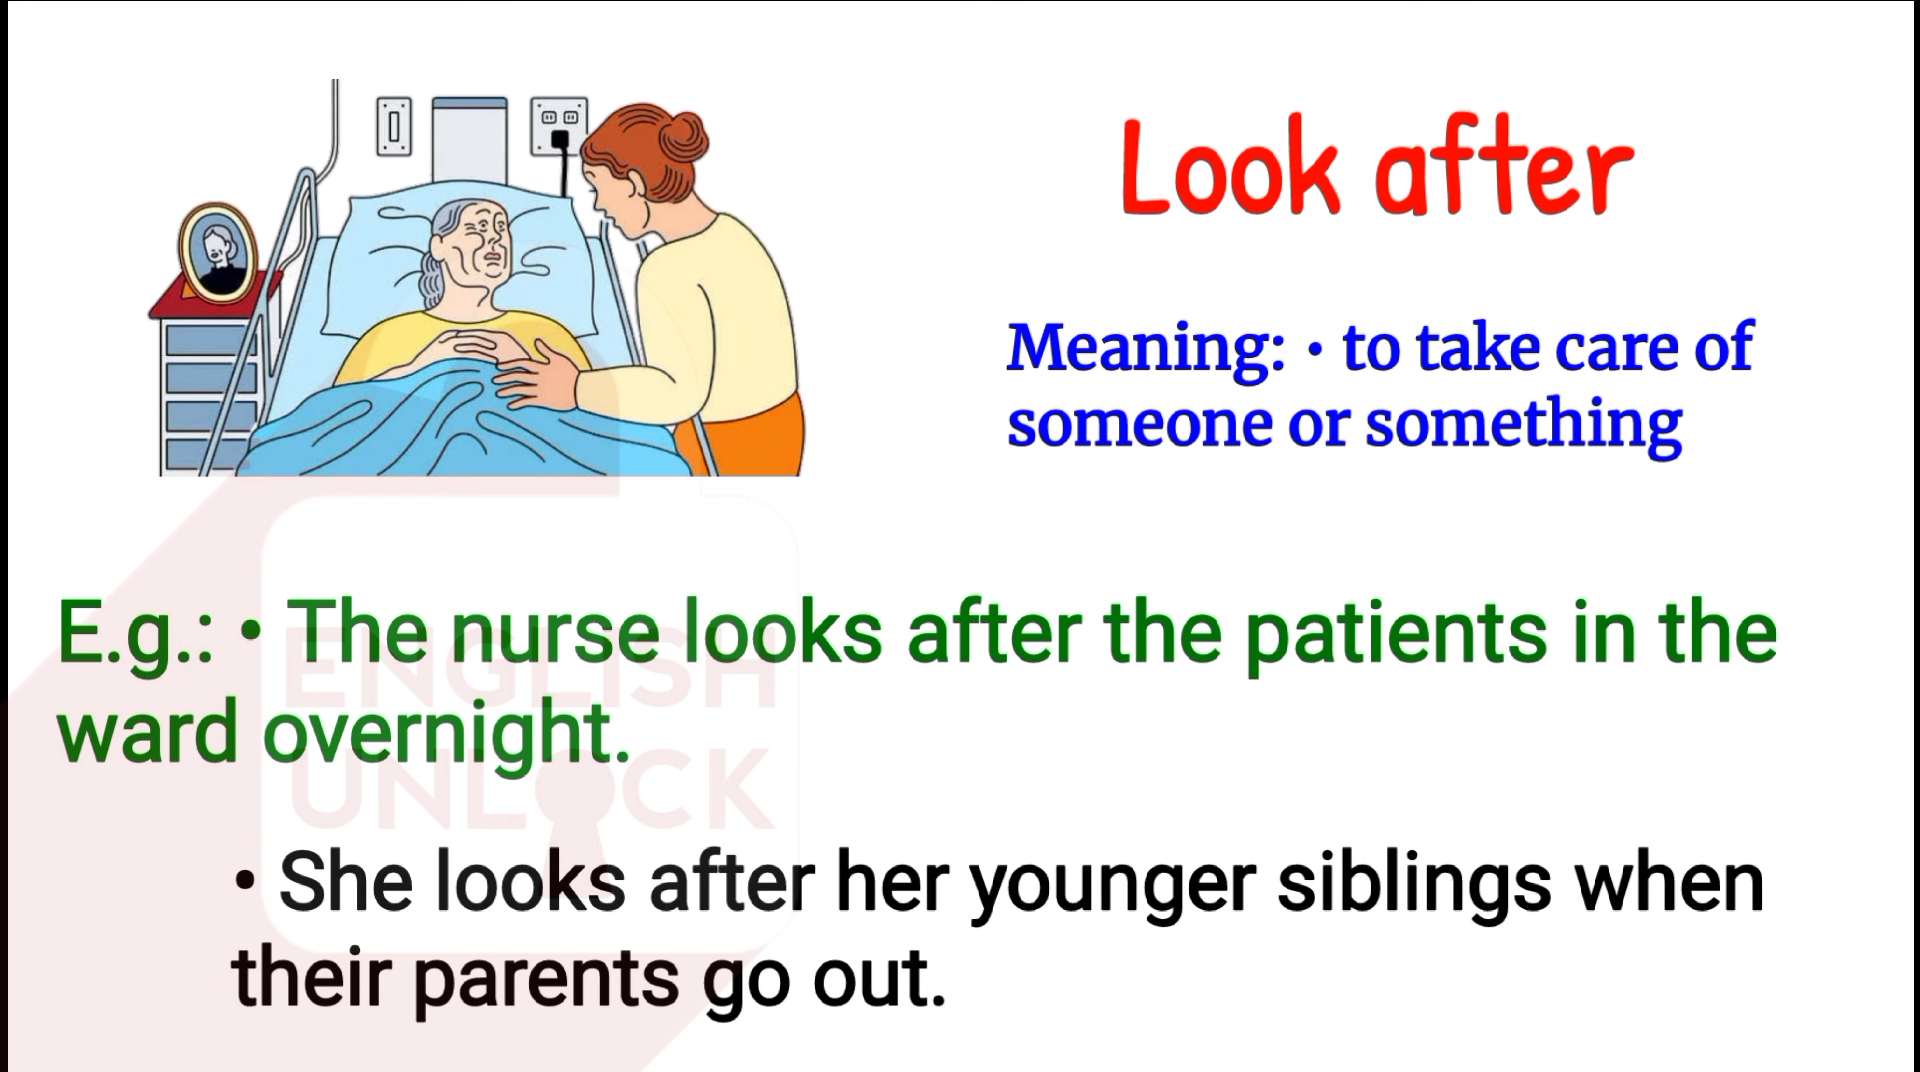 Look after
Meaning: • to take care of
someone or something
E.g.: • The nurse looks after the patients in the
ward overnight.
ENGLISH
UNLOCK
• She looks after her younger siblings when
their parents go out.